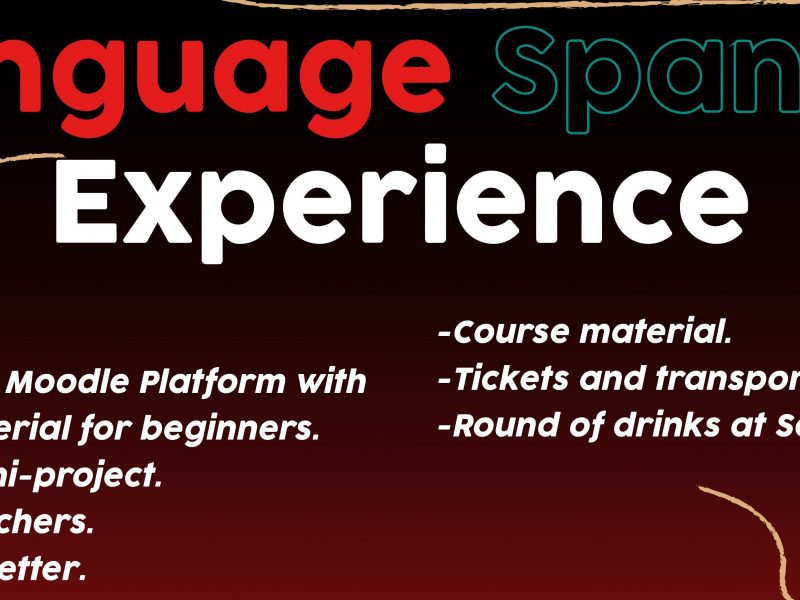 nguage Span
Experience
Moodle Platform with
erial for beginners.
ni-project.
chers.
etter.
-Course material.
-Tickets and transpor
-Round of drinks at S